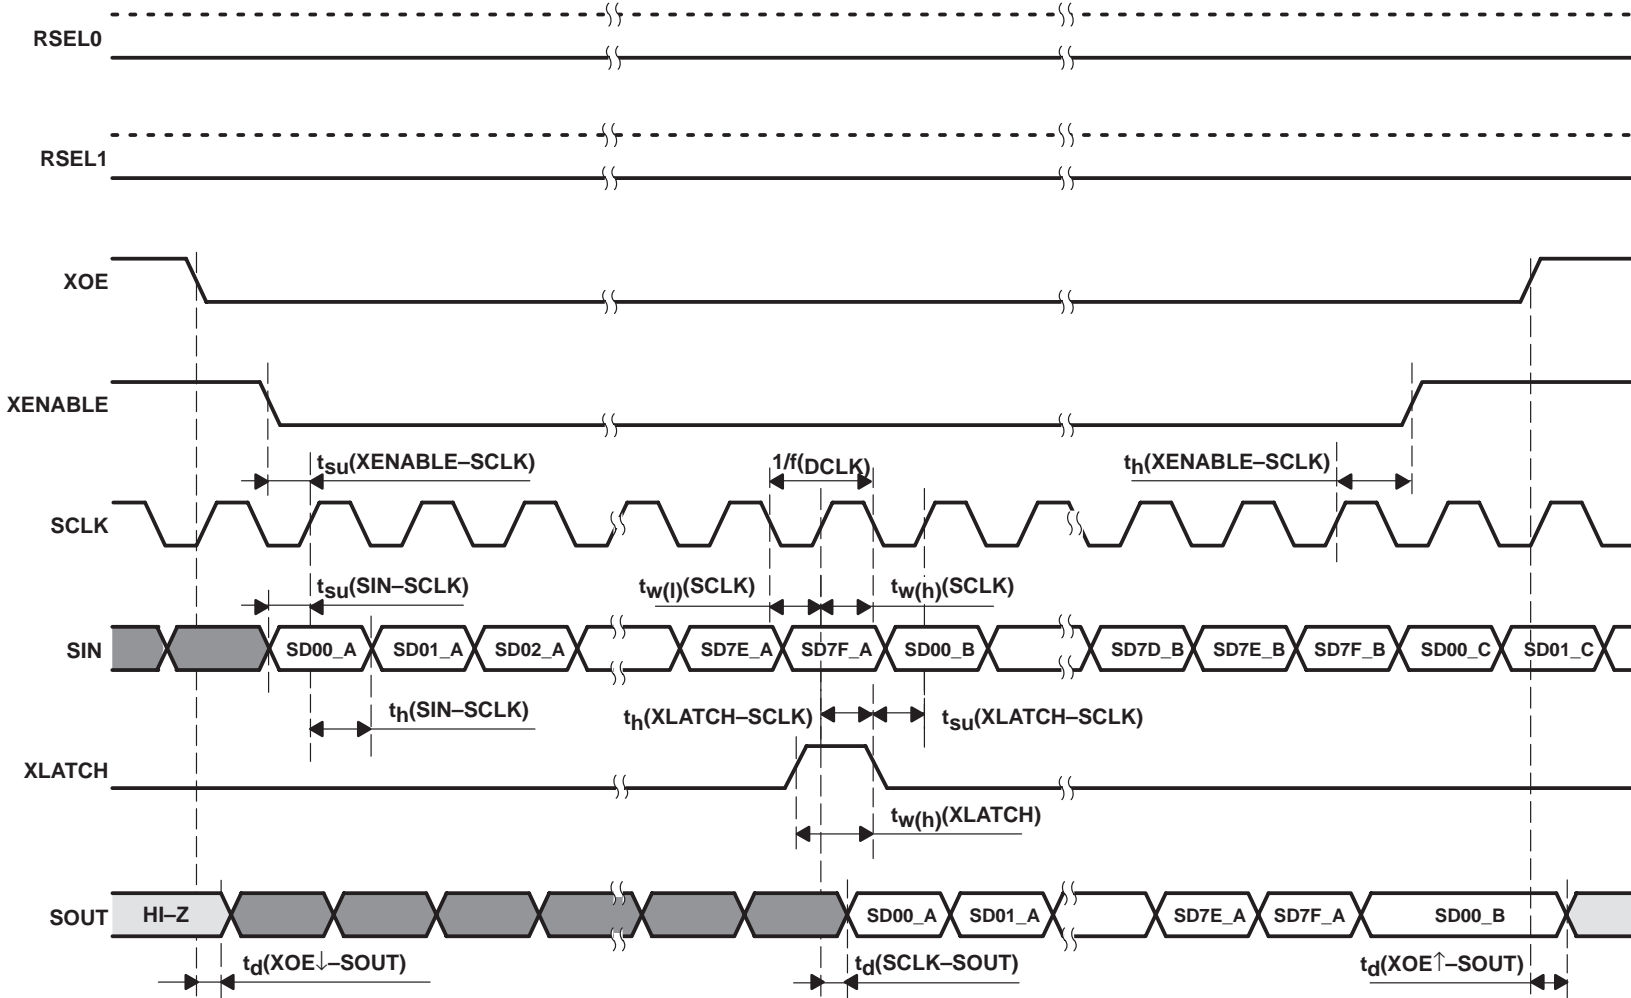 RSEL0
RSEL1
XOE
XENABLE
tsu(XENABLE–SCLK)
1/f(DCLK)
th(XENABLE–SCLK)
SCLK
tsu(SIN–SCLK)
tw(l)(SCLK)
tw(h)(SCLK)
SIN
SD00_A
SD01_A
SD02_A
SD7E_A
SD7F_A
SD00_B
SD7D_B
SD7E_B
SD7F_B
SD00_C
SD01_C
th(SIN–SCLK)
th(XLATCH–SCLK)
tsu(XLATCH–SCLK)
XLATCH
tw(h)(XLATCH)
SOUT
HI–Z
SD00_A
SD01_A
SD7E_A
SD7F_A
SD00_B
td(XOE↓–SOUT)
td(SCLK–SOUT)
td(XOE↑–SOUT)